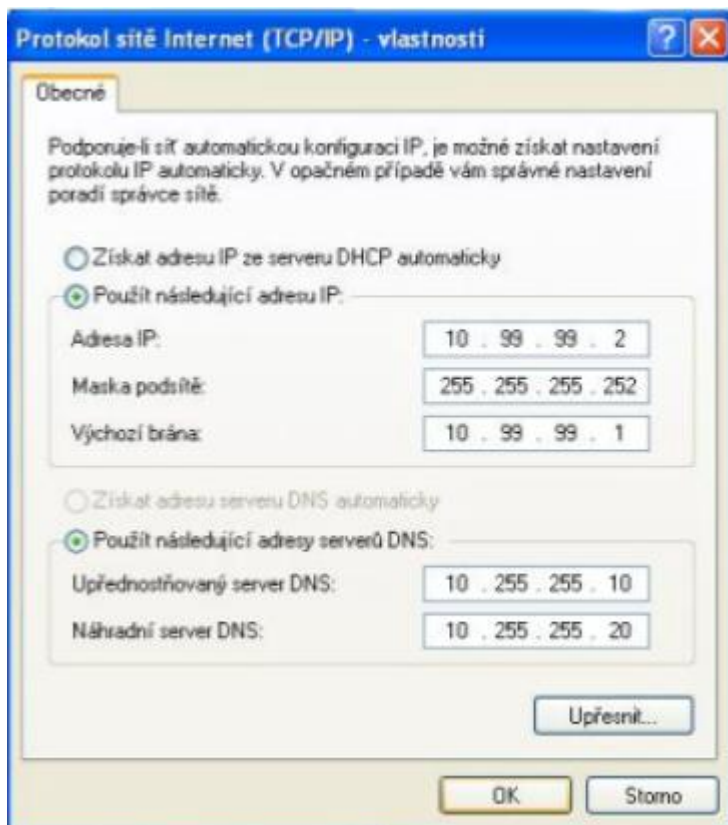 Protokol sítě Internet (TCP/IP) - vlastnosti
Obecné
Podporuje-li síť automatickou konfiguraci IP, je možné získat nastavení
protokolu IP automaticky. V opačném případě vám správné nastavení
poradí správce sítě.
Získat adresu IP ze serveru DHCP automaticky
Použít následující adresu IP:
Adresa IP: 10 . 99 . 99 . 2
Maska podsítě: 255 . 255 . 255 . 252
Výchozí brána: 10 . 99 . 99 . 1
Získat adresu serveru DNS automaticky
Použít následující adresy serverů DNS:
Upřednostňovaný server DNS: 10 . 255 . 255 . 10
Náhradní server DNS: 10 . 255 . 255 . 20
Upřesnit...
OK Storno